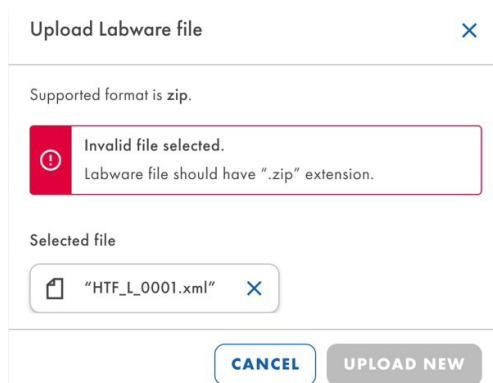 Upload Labware file
Supported format is zip.
Invalid file selected.
Labware file should have ".zip" extension.
Selected file
"HTF_L_0001.xml"
CANCEL
UPLOAD NEW